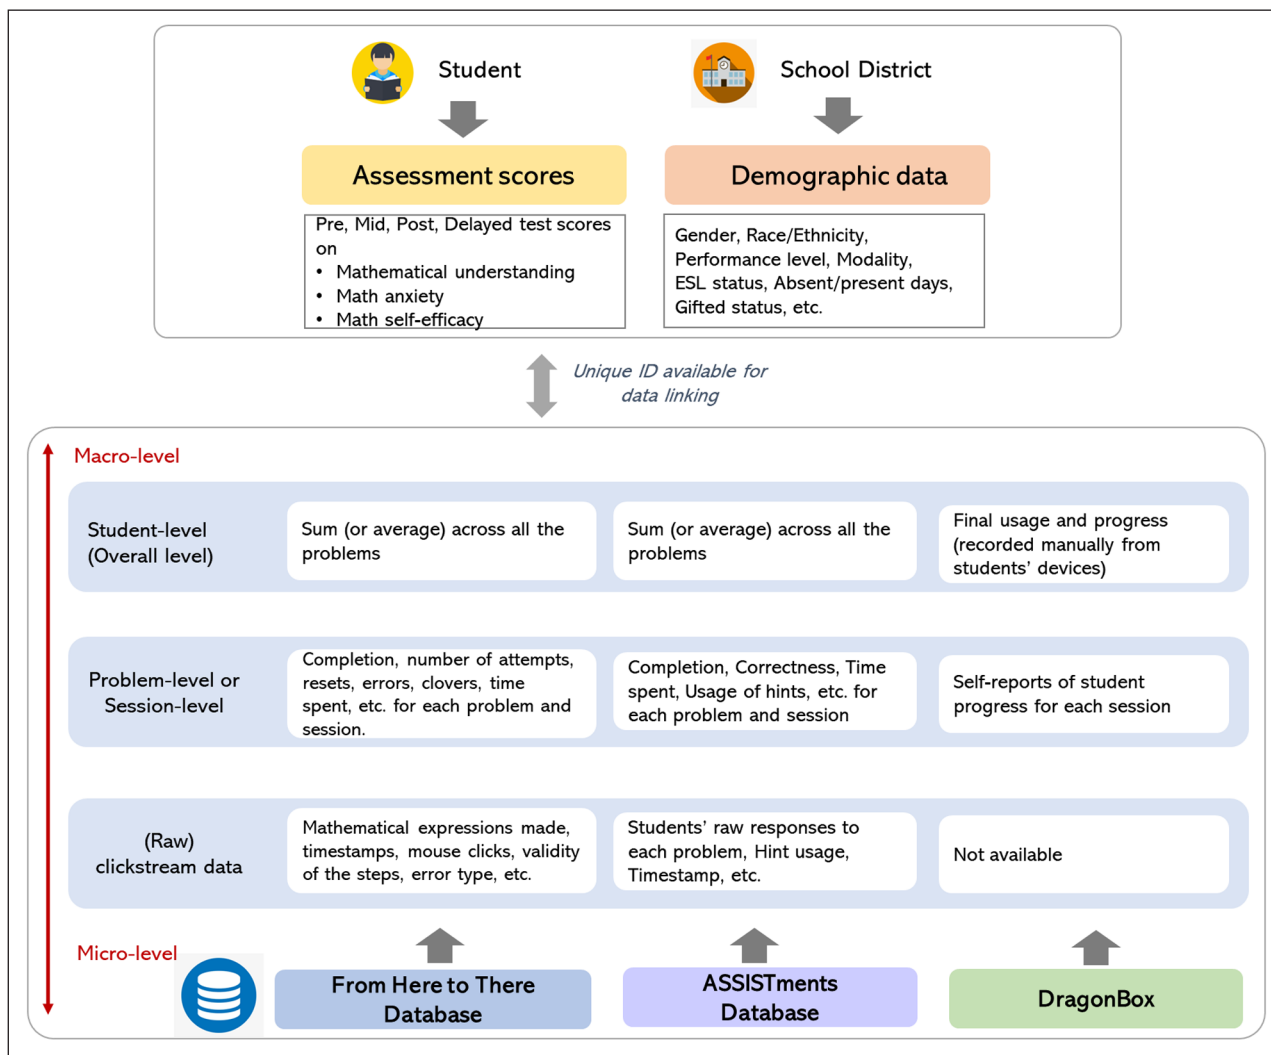 Student
School District
Assessment scores
Demographic data
Pre, Mid, Post, Delayed test scores
on
• Mathematical understanding
• Math anxiety
• Math self-efficacy
Gender, Race/Ethnicity,
Performance level, Modality,
ESL status, Absent/present days,
Gifted status, etc.
Unique ID available for
data linking
Macro-level
Student-level
(Overall level)
Sum (or average) across all the
problems
Sum (or average) across all the
problems
Final usage and progress
(recorded manually from
students' devices)
Problem-level or
Session-level
Completion, number of attempts,
resets, errors, clovers, time
spent, etc. for each problem and
session.
Completion, Correctness, Time
spent, Usage of hints, etc. for
each problem and session
Self-reports of student
progress for each session
(Raw)
clickstream data
Mathematical expressions made,
timestamps, mouse clicks, validity
of the steps, error type, etc.
Students' raw responses to
each problem, Hint usage,
Timestamp, etc.
Not available
Micro-level
From Here to There
Database
ASSISTments
Database
DragonBox